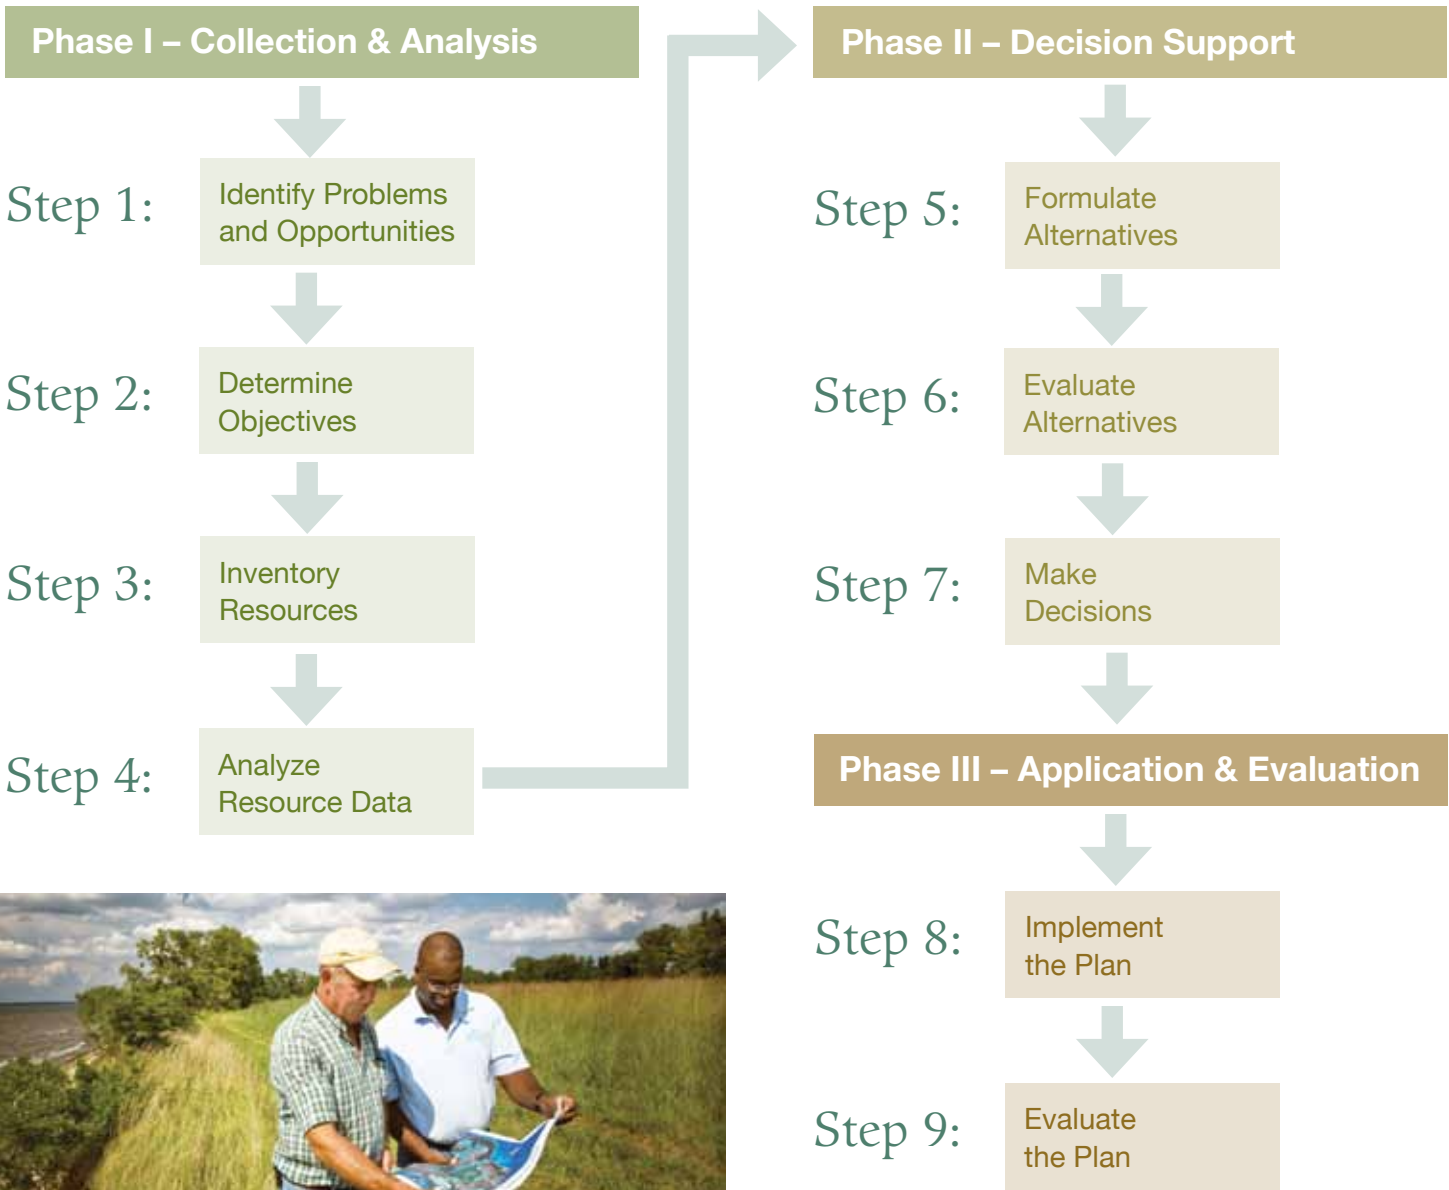 Phase I – Collection & Analysis
Step 1:
Identify Problems
and Opportunities
Step 2:
Determine
Objectives
Step 3:
Inventory
Resources
Step 4:
Analyze
Resource Data
Phase II – Decision Support
Step 5:
Formulate
Alternatives
Step 6:
Evaluate
Alternatives
Step 7:
Make
Decisions
Phase III – Application & Evaluation
Step 8:
Implement
the Plan
Step 9:
Evaluate
the Plan